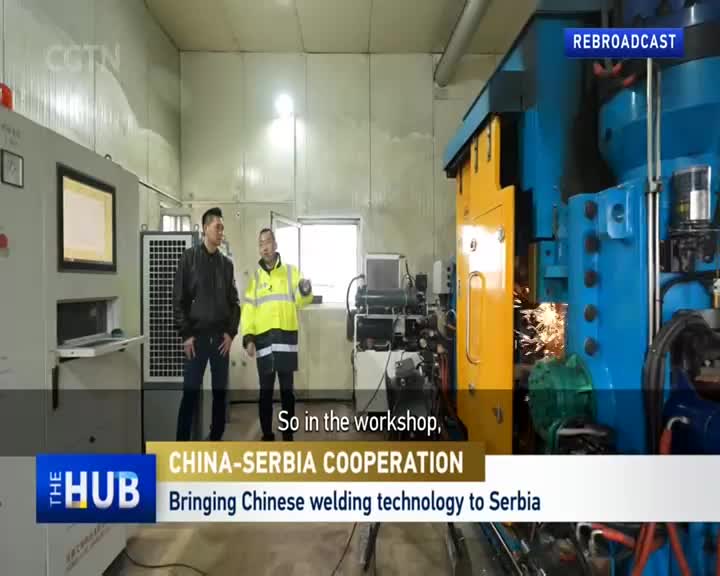 CGTN
REBROADCAST
So in the workshop,
THE HUB
CHINA-SERBIA COOPERATION
Bringing Chinese welding technology to Serbia